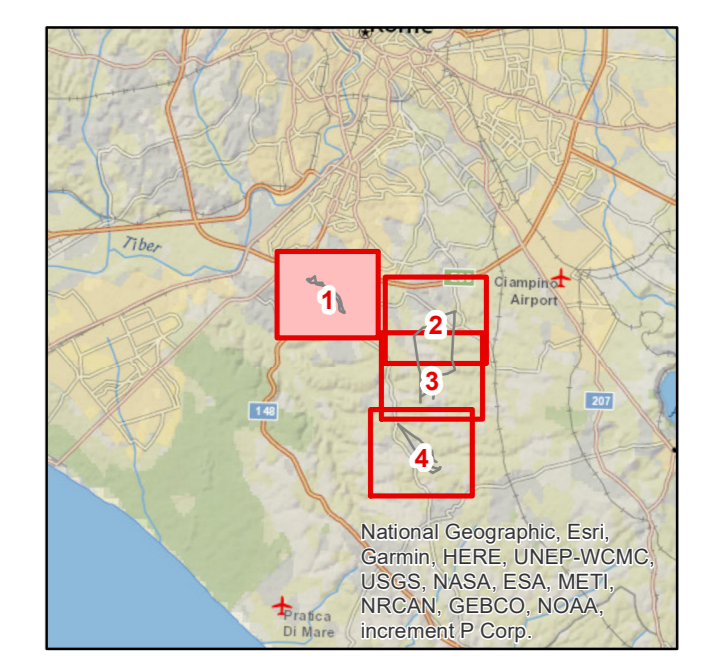 Rome
Tiber
1
Ciampino
Airport
2
3
148
207
4
National Geographic, Esri,
Garmin, HERE, UNEP-WCMC,
USGS, NASA, ESA, METI,
NRCAN, GEBCO, NOAA,
increment P Corp.
Pratica
Di Mare